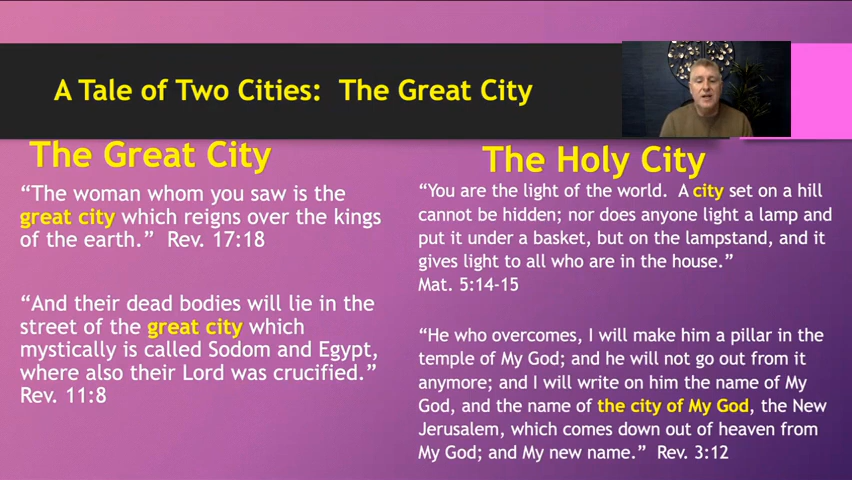 A Tale of Two Cities:  The Great City
The Great City
“The woman whom you saw is the
great city which reigns over the kings
of the earth.”  Rev. 17:18
“And their dead bodies will lie in the
street of the great city which
mystically is called Sodom and Egypt,
where also their Lord was crucified.”
Rev. 11:8
The Holy City
“You are the light of the world.  A city set on a hill
cannot be hidden; nor does anyone light a lamp and
put it under a basket, but on the lampstand, and it
gives light to all who are in the house.”
Mat. 5:14-15
“He who overcomes, I will make him a pillar in the
temple of My God; and he will not go out from it
anymore; and I will write on him the name of My
God, and the name of the city of My God, the New
Jerusalem, which comes down out of heaven from
My God; and My new name.”  Rev. 3:12